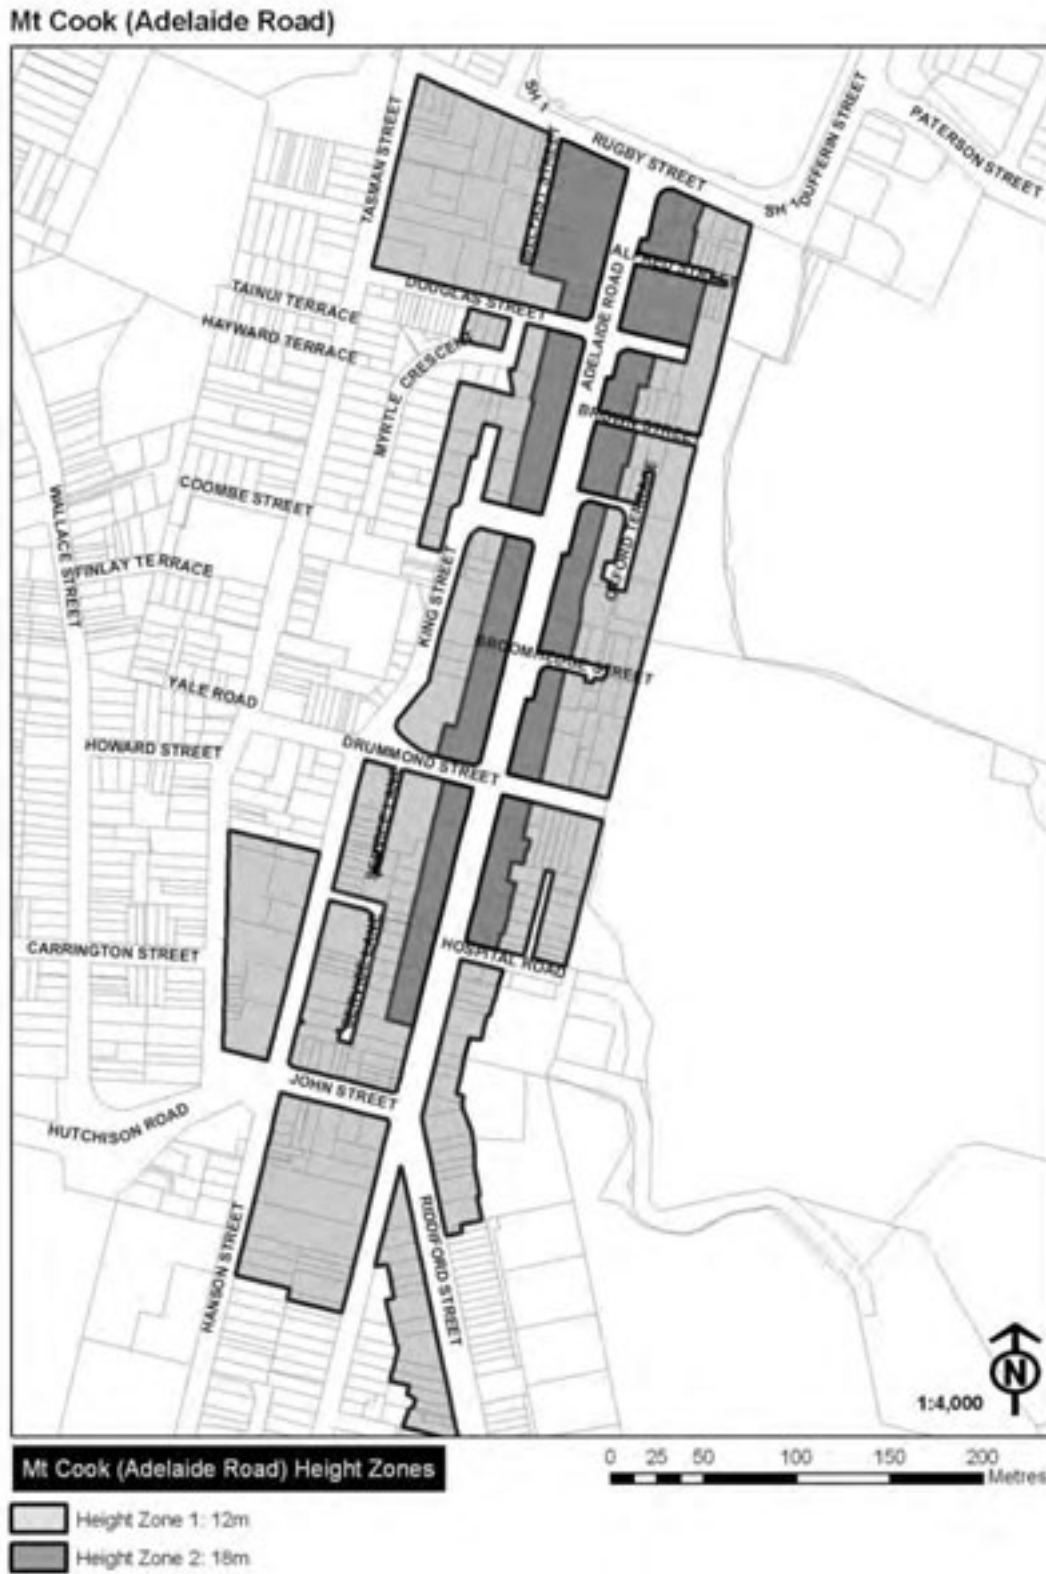 Mt Cook (Adelaide Road)
SH 1
RUGBY STREET
SH 1
DUFFERIN STREET
PATERSON STREET
TASMAN STREET
DOUGLAS STREET
ADELAIDE ROAD
TAINUI TERRACE
HAYWARD TERRACE
MYRTLE CRESCENT
COOMBE STREET
WALLACE STREET
FINLAY TERRACE
KING STREET
OXFORD TERRACE
YALE ROAD
HOWARD STREET
DRUMMOND STREET
CARRINGTON STREET
HOSPITAL ROAD
JOHN STREET
HUTCHISON ROAD
HANSON STREET
RIDDIFORD STREET
N
1:4,000
Mt Cook (Adelaide Road) Height Zones
0 25 50 100 150 200
Metres
Height Zone 1: 12m
Height Zone 2: 18m